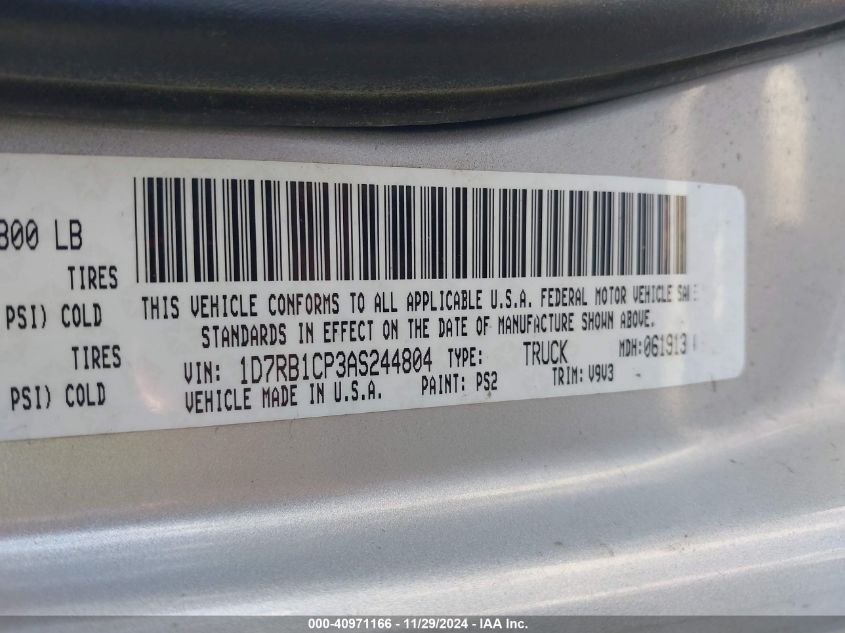 800 LB
TIRES
THIS VEHICLE CONFORMS TO ALL APPLICABLE U.S.A. FEDERAL MOTOR VEHICLE
PSI) COLD
STANDARDS IN EFFECT ON THE DATE OF MANUFACTURE SHOWN ABOVE.
TIRES
VIN: 1D7RB1CP3AS244804 TYPE: TRUCK MDH:061913
PSI) COLD
VEHICLE MADE IN U.S.A. PAINT: PS2 TRIM: V9V3
000-40971166 - 11/29/2024 - IAA Inc.